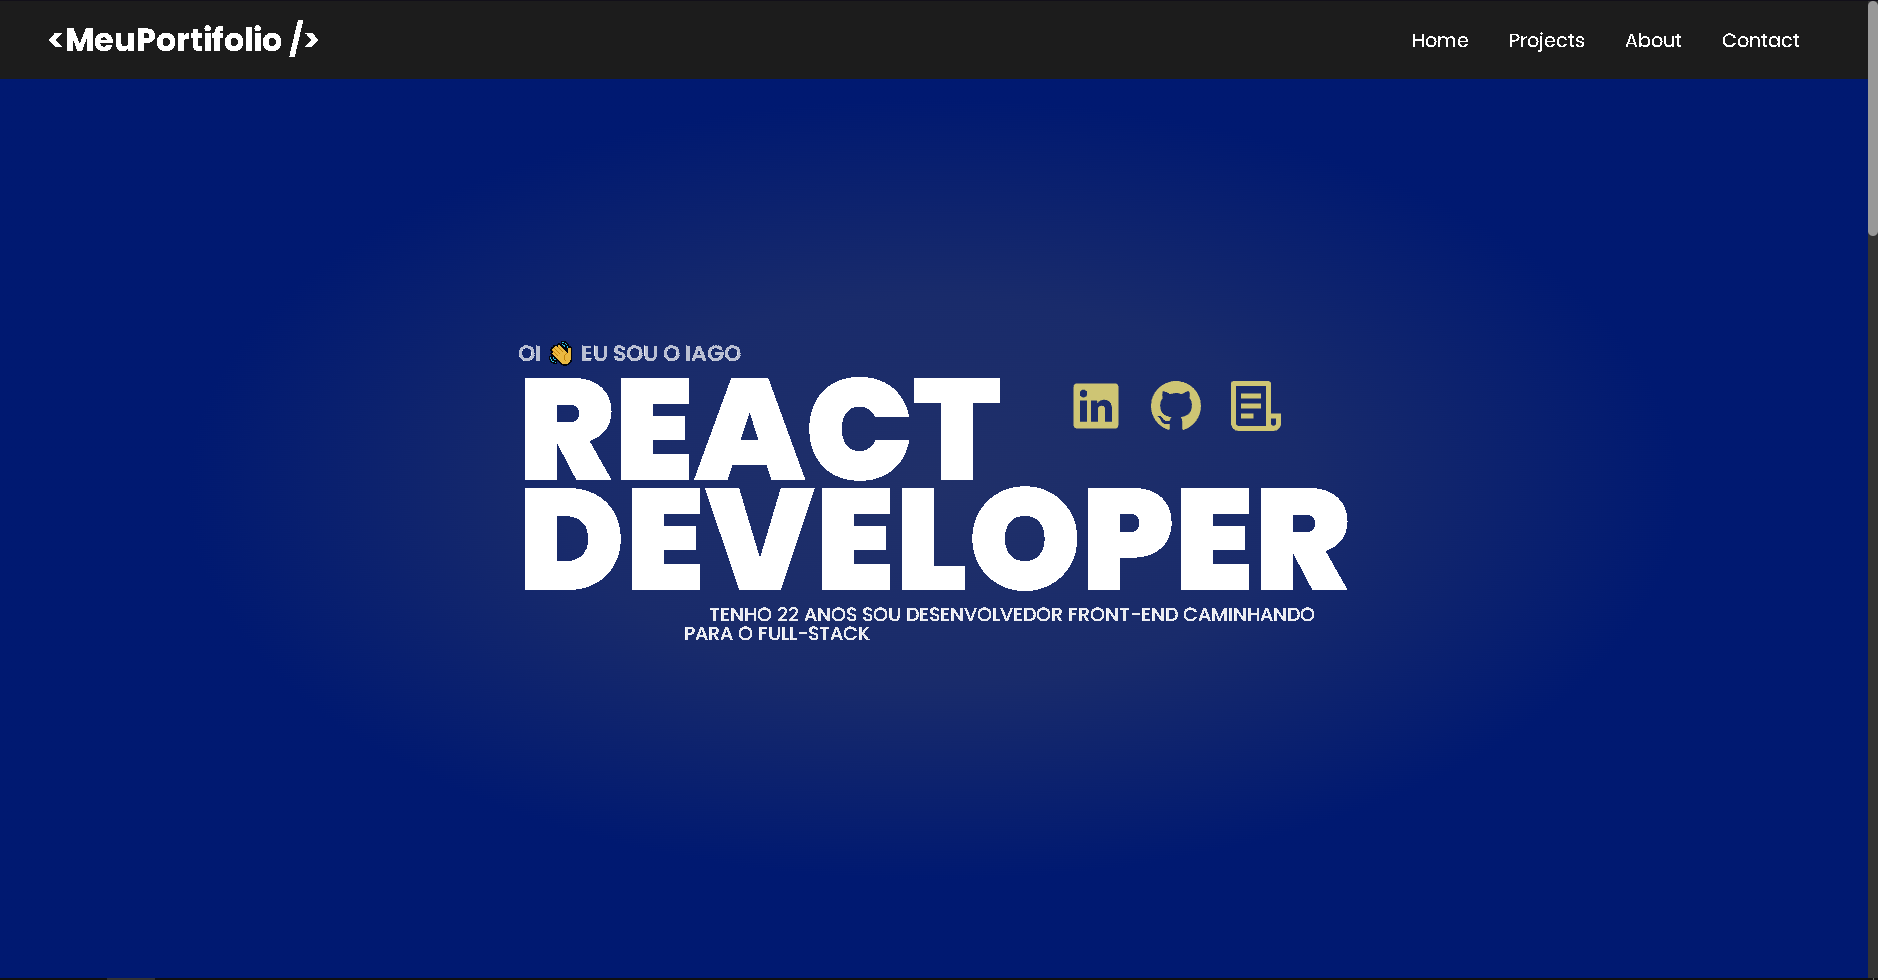 <MeuPortifolio />
Home Projects About Contact
OI 👋 EU SOU O IAGO
REACT
in
DEVELOPER
TENHO 22 ANOS SOU DESENVOLVEDOR FRONT-END CAMINHANDO
PARA O FULL-STACK